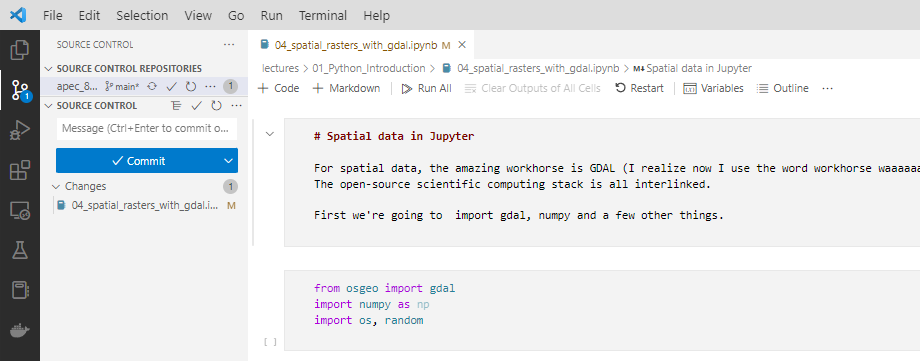 File Edit Selection View Go Run Terminal Help
SOURCE CONTROL ...
04_spatial_rasters_with_gdal.ipynb M ×
SOURCE CONTROL REPOSITORIES
lectures > 01_Python_Introduction > 04_spatial_rasters_with_gdal.ipynb > M↓Spatial data in Jupyter
apec_8... main* ... 1
+ Code + Markdown Run All Clear Outputs of All Cells Restart Variables Outline ...
SOURCE CONTROL ...
1
Message (Ctrl+Enter to commit o...
Commit
Changes 1
04_spatial_rasters_with_gdal.i... M
# Spatial data in Jupyter
For spatial data, the amazing workhorse is GDAL (I realize now I use the word workhorse waaaaaa
The open-source scientific computing stack is all interlinked.
First we're going to  import gdal, numpy and a few other things.
from osgeo import gdal
import numpy as np
import os, random
[ ]